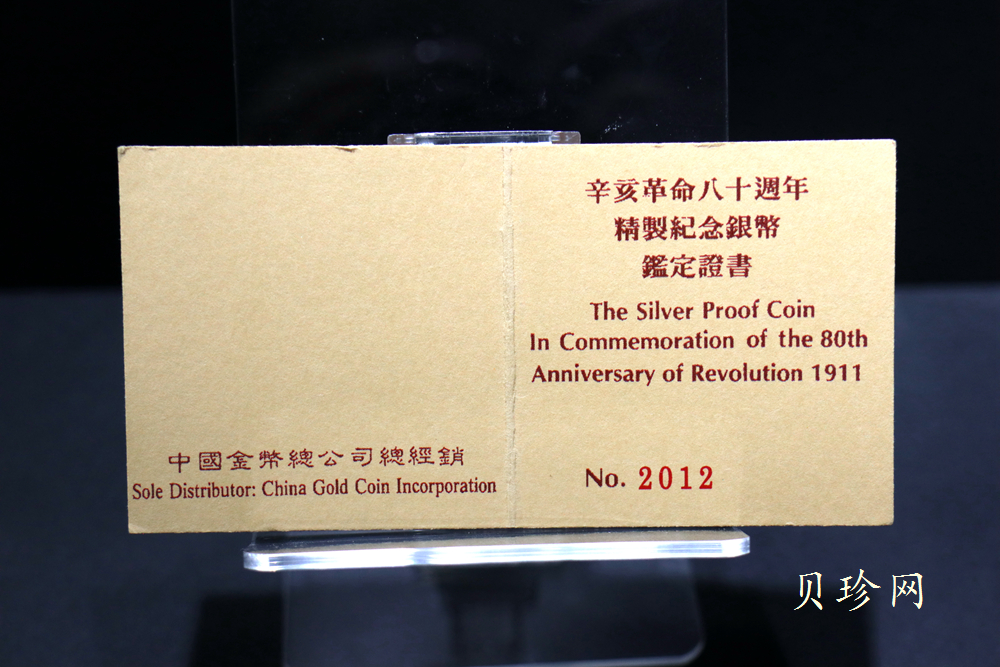 中國金幣總公司總經銷
Sole Distributor: China Gold Coin Incorporation
辛亥革命八十週年
精製紀念銀幣
鑑定證書
The Silver Proof Coin
In Commemoration of the 80th
Anniversary of Revolution 1911
No. 2012
贝珍网